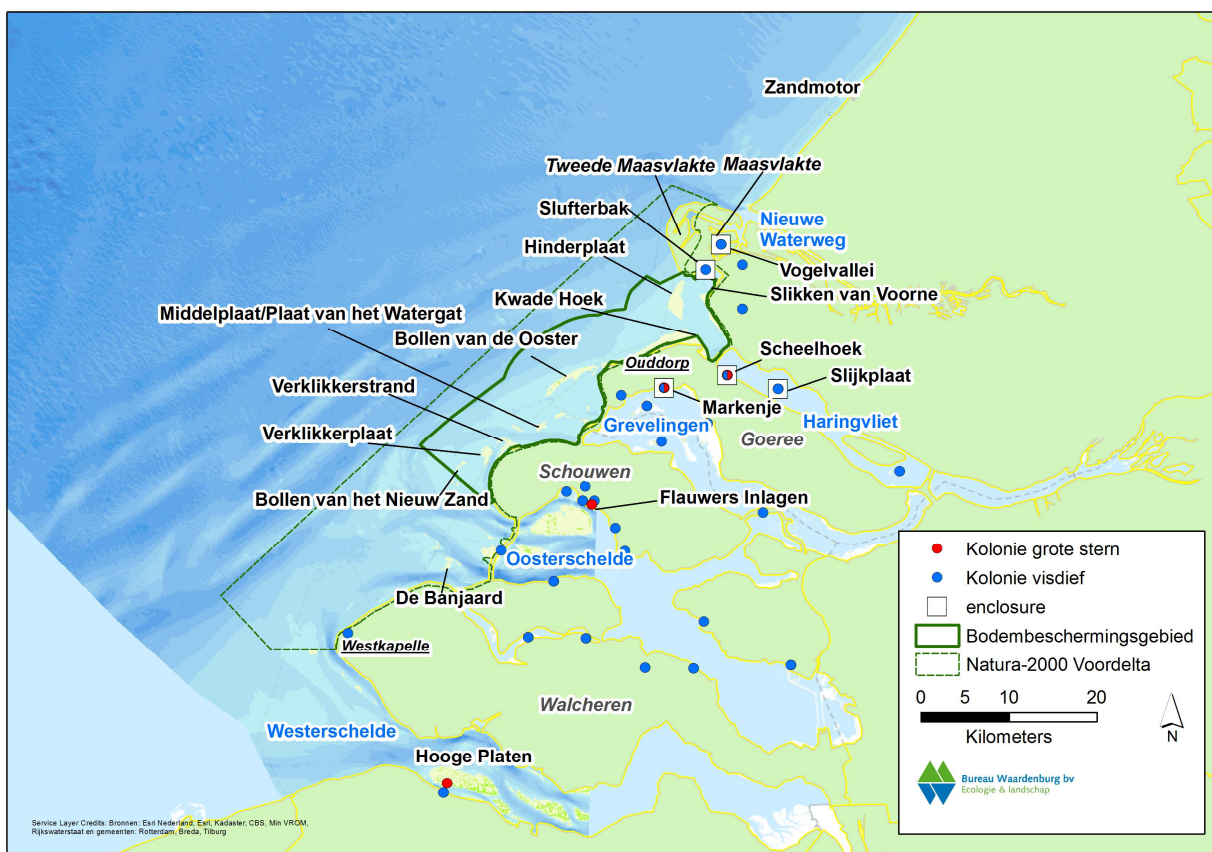 Zandmotor
Tweede Maasvlakte
Maasvlakte
Slufterbak
Nieuwe
Waterweg
Hinderplaat
Vogelvallei
Slikken van Voorne
Kwade Hoek
Middelplaat/Plaat van het Watergat
Bollen van de Ooster
Ouddorp
Scheelhoek
Slijkplaat
Verklikkerstrand
Markenje
Grevelingen
Haringvliet
Goeree
Verklikkerplaat
Schouwen
Bollen van het Nieuw Zand
Flauwers Inlagen
Oosterschelde
De Banjaard
Westkapelle
Walcheren
Westerschelde
Hooge Platen
Kolonie grote stern
Kolonie visdief
enclosure
Bodembeschermingsgebied
Natura-2000 Voordelta
0 5 10 20
Kilometers
N
Bureau Waardenburg bv
Ecologie & landschap
Service Layer Credits: Bronnen: Esri Nederland, Esri, Kadaster, CBS, Min VROM,
Rijkswaterstaat en gemeenten: Rotterdam, Breda, Tilburg